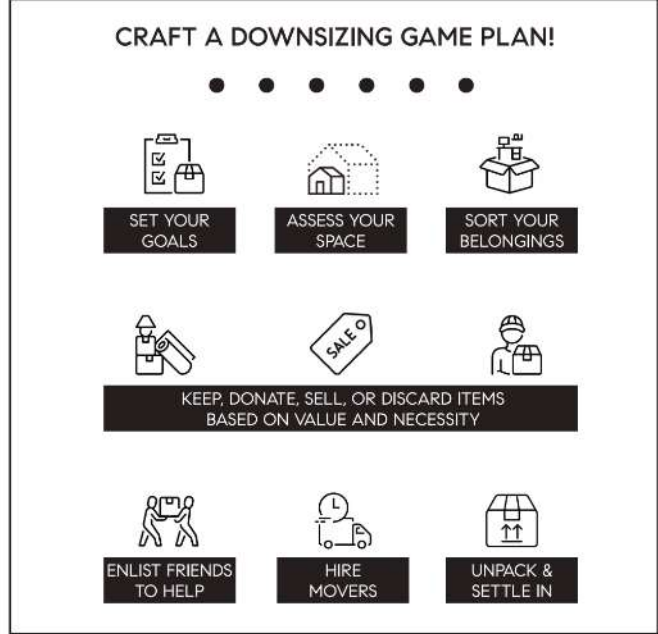 CRAFT A DOWNSIZING GAME PLAN!
SET YOUR
GOALS
ASSESS YOUR
SPACE
SORT YOUR
BELONGINGS
SALE
KEEP, DONATE, SELL, OR DISCARD ITEMS
BASED ON VALUE AND NECESSITY
ENLIST FRIENDS
TO HELP
HIRE
MOVERS
UNPACK &
SETTLE IN